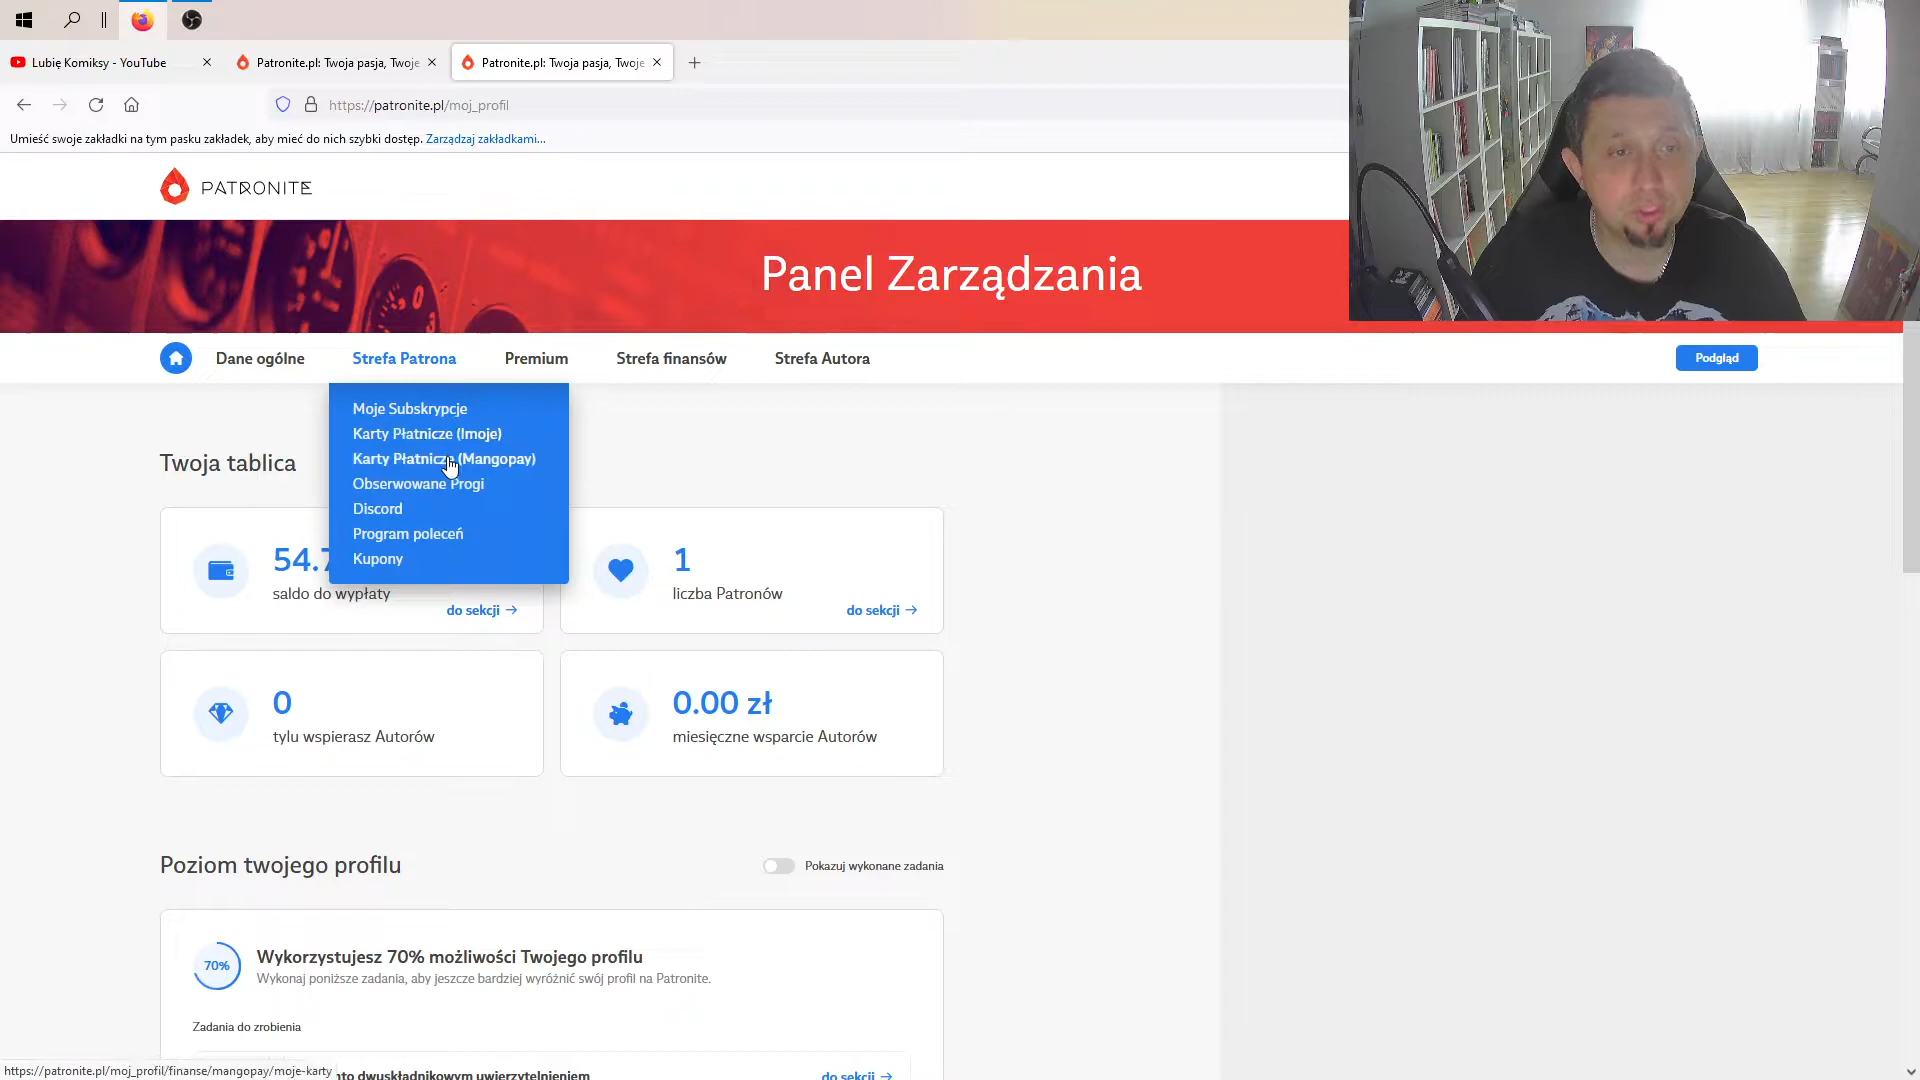 Lubię Komiksy - YouTube
Patronite.pl: Twoja pasja, Twoje
Patronite.pl: Twoja pasja, Twoje
https://patronite.pl/moj_profil
Umieść swoje zakładki na tym pasku zakładek, aby mieć do nich szybki dostęp. Zarządzaj zakładkami...
PATRONITE
Panel Zarządzania
Dane ogólne
Strefa Patrona
Premium
Strefa finansów
Strefa Autora
Podgląd
Moje Subskrypcje
Karty Płatnicze (Imoje)
Karty Płatnicze (Mangopay)
Obserwowane Progi
Discord
Program poleceń
Kupony
Twoja tablica
54.7
saldo do wypłaty
do sekcji →
1
liczba Patronów
do sekcji →
0
tylu wspierasz Autorów
0.00 zł
miesięczne wsparcie Autorów
Poziom twojego profilu
Pokazuj wykonane zadania
70%
Wykorzystujesz 70% możliwości Twojego profilu
Wykonaj poniższe zadania, aby jeszcze bardziej wyróżnić swój profil na Patronite.
Zadania do zrobienia
dwuskładnikowym uwierzytelnieniem
do sekcji →
https://patronite.pl/moj_profil/finanse/mangopay/moje-karty